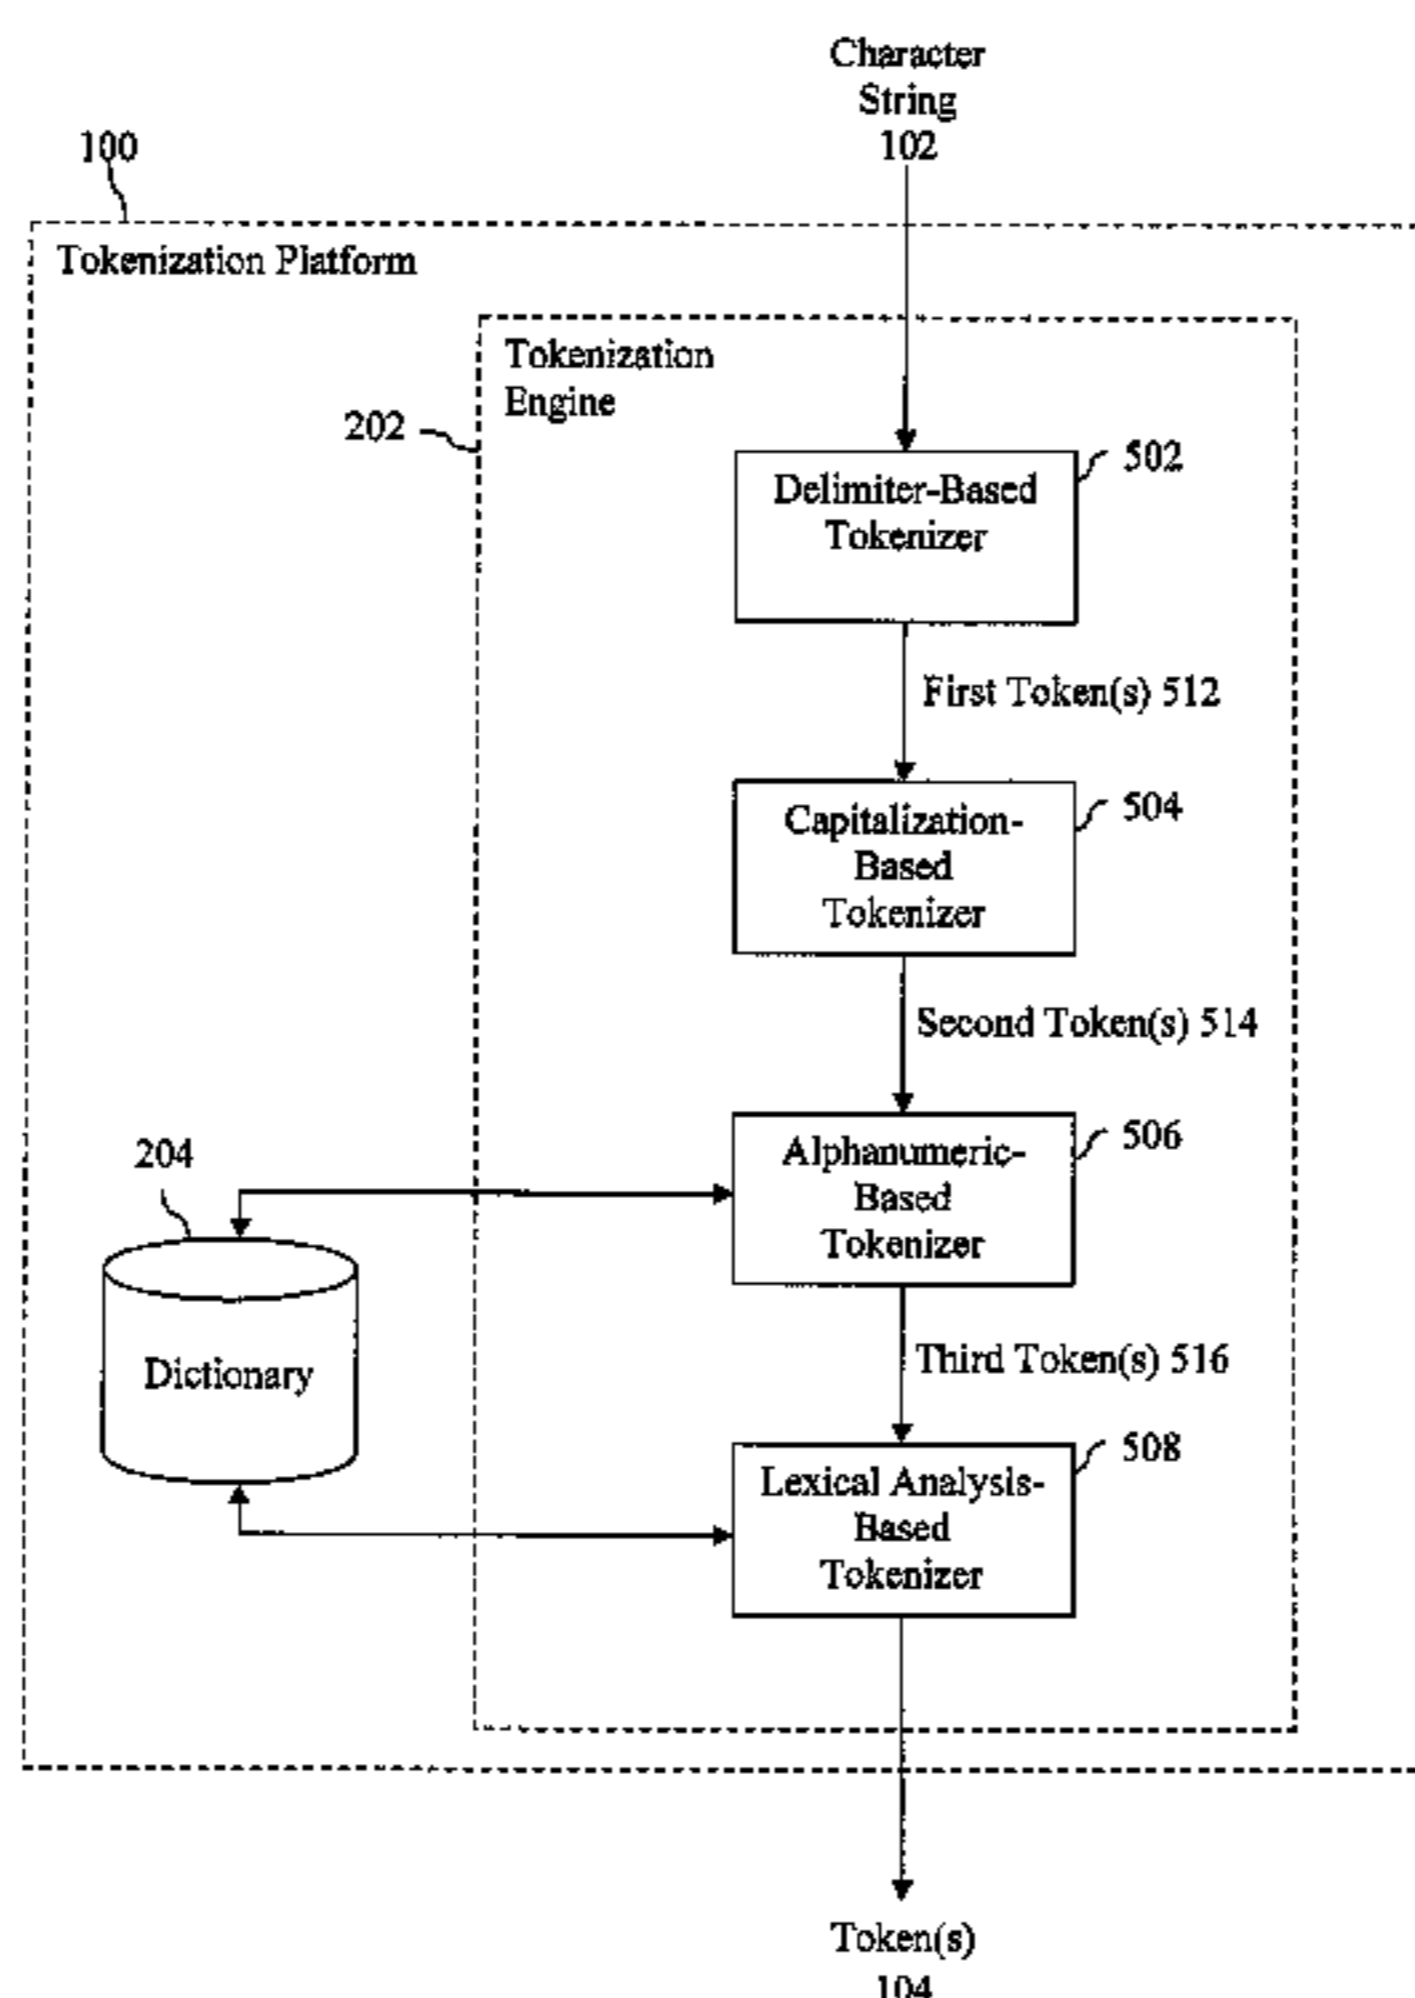 Character
String
102
100
Tokenization Platform
Tokenization
Engine
202
502
Delimiter-Based
Tokenizer
First Token(s) 512
504
Capitalization-
Based
Tokenizer
Second Token(s) 514
506
Alphanumeric-
Based
Tokenizer
204
Dictionary
Third Token(s) 516
508
Lexical Analysis-
Based
Tokenizer
Token(s)
104